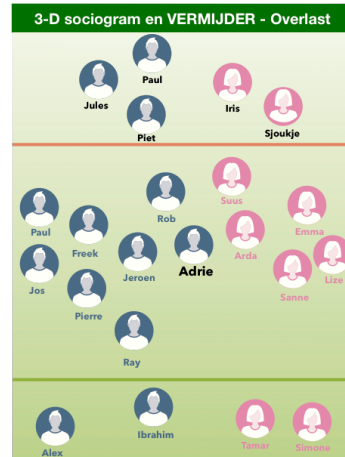 3-D sociogram en VERMIJDER - Overlast
Paul
Jules
Iris
Piet
Sjoukje
Suus
Rob
Paul
Emma
Freek
Arda
Jeroen
Adrie
Jos
Lize
Sanne
Pierre
Ray
Ibrahim
Alex
Tamar
Simone